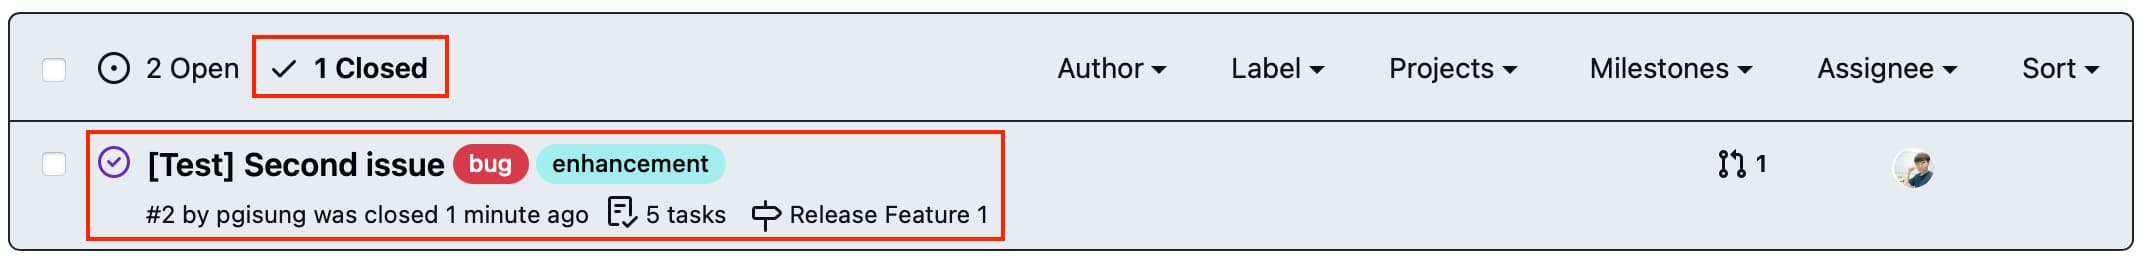 2 Open 1 Closed Author Label Projects Milestones Assignee Sort
[Test] Second issue bug enhancement 1
#2 by pgisung was closed 1 minute ago 5 tasks Release Feature 1